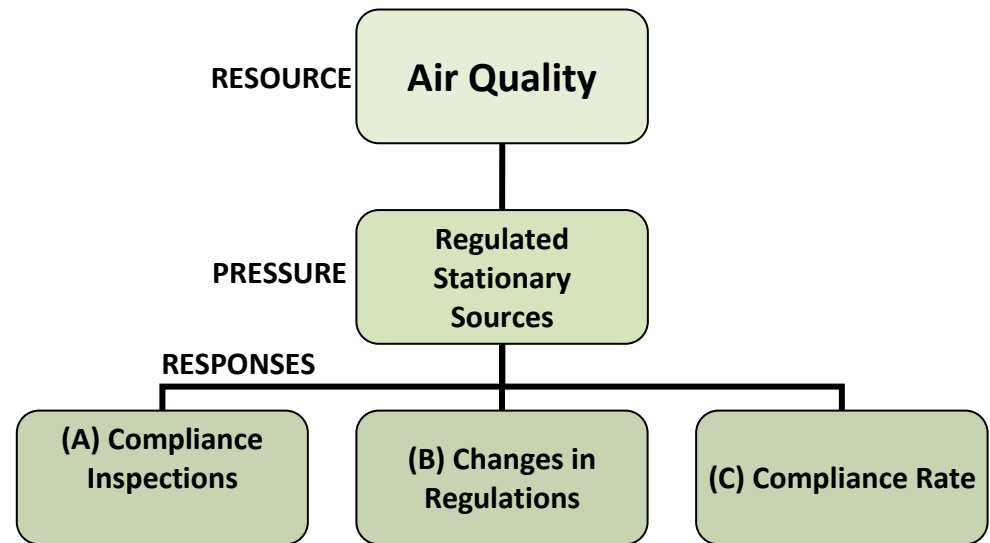 RESOURCE
Air Quality
PRESSURE
Regulated
Stationary
Sources
RESPONSES
(A) Compliance
Inspections
(B) Changes in
Regulations
(C) Compliance Rate